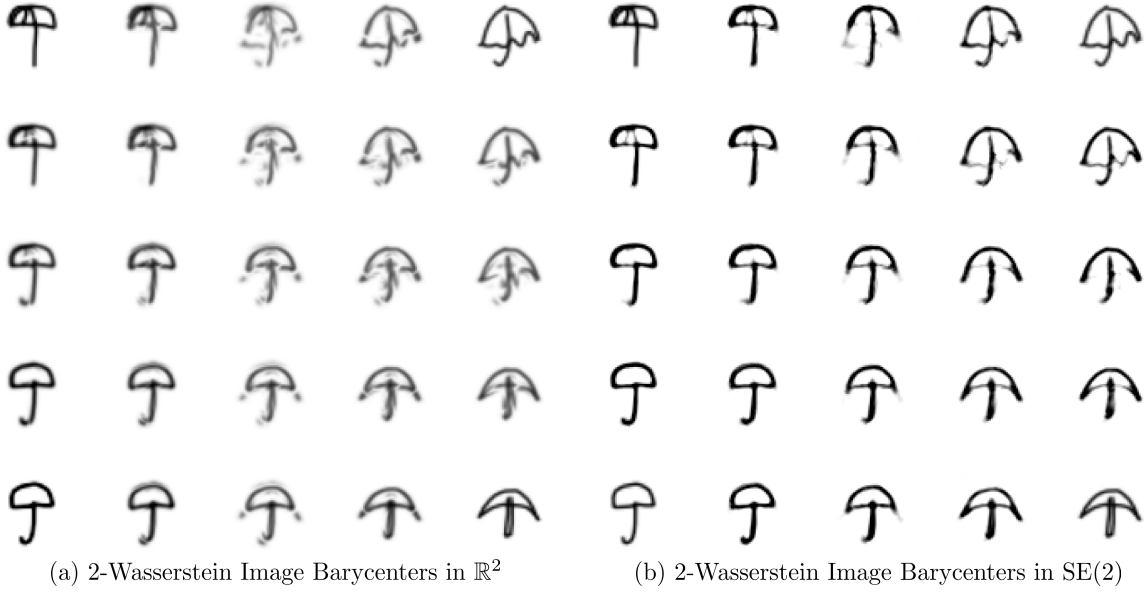 (a) 2-Wasserstein Image Barycenters in ℝ²
(b) 2-Wasserstein Image Barycenters in SE(2)